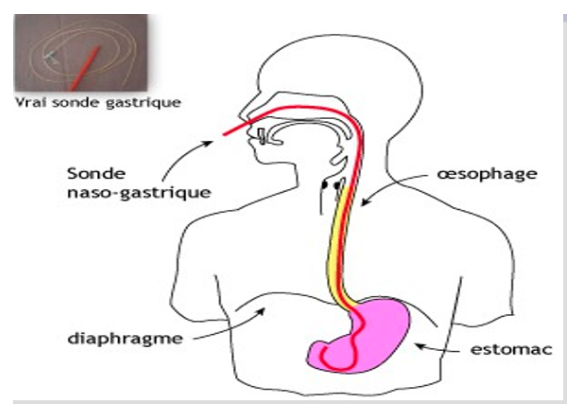 Vrai sonde gastrique
Sonde
naso-gastrique
œsophage
diaphragme
estomac